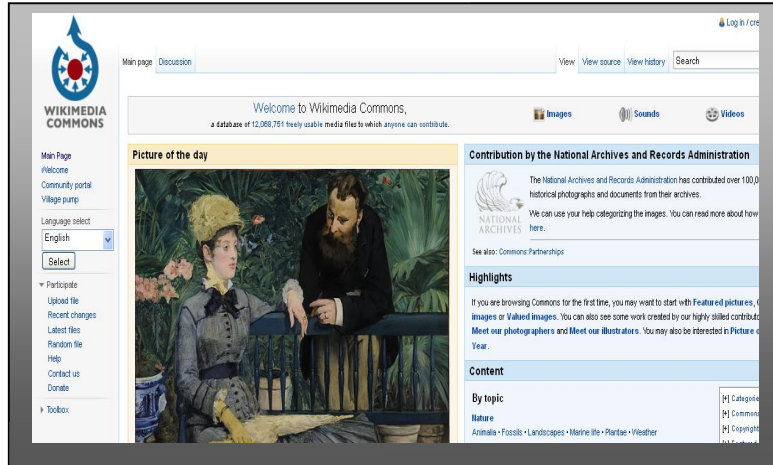 Log in / cre
Main page Discussion
View View source View history Search
WIKIMEDIA
COMMONS
Main Page
Welcome
Community portal
Village pump
Language select
English
Select
Participate
Upload file
Recent changes
Latest files
Random file
Help
Contact us
Donate
Toolbox
Welcome to Wikimedia Commons,
a database of 12,068,751 freely usable media files to which anyone can contribute.
Images Sounds Videos
Picture of the day
Contribution by the National Archives and Records Administration
The National Archives and Records Administration has contributed over 100,0
historical photographs and documents from their archives.
We can use your help categorizing the images. You can read more about how
here.
NATIONAL
ARCHIVES
See also: Commons:Partnerships
Highlights
If you are browsing Commons for the first time, you may want to start with Featured pictures,
images or Valued images. You can also see some work created by our highly skilled contributo
Meet our photographers and Meet our illustrators. You may also be interested in Picture o
Year.
Content
By topic
Nature
Animalia • Fossils • Landscapes • Marine life • Plantae • Weather
[+] Categorie
[+] Commons
[+] Copyright